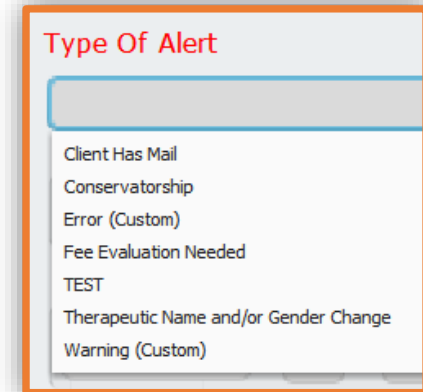 Type Of Alert
Client Has Mail
Conservatorship
Error (Custom)
Fee Evaluation Needed
TEST
Therapeutic Name and/or Gender Change
Warning (Custom)